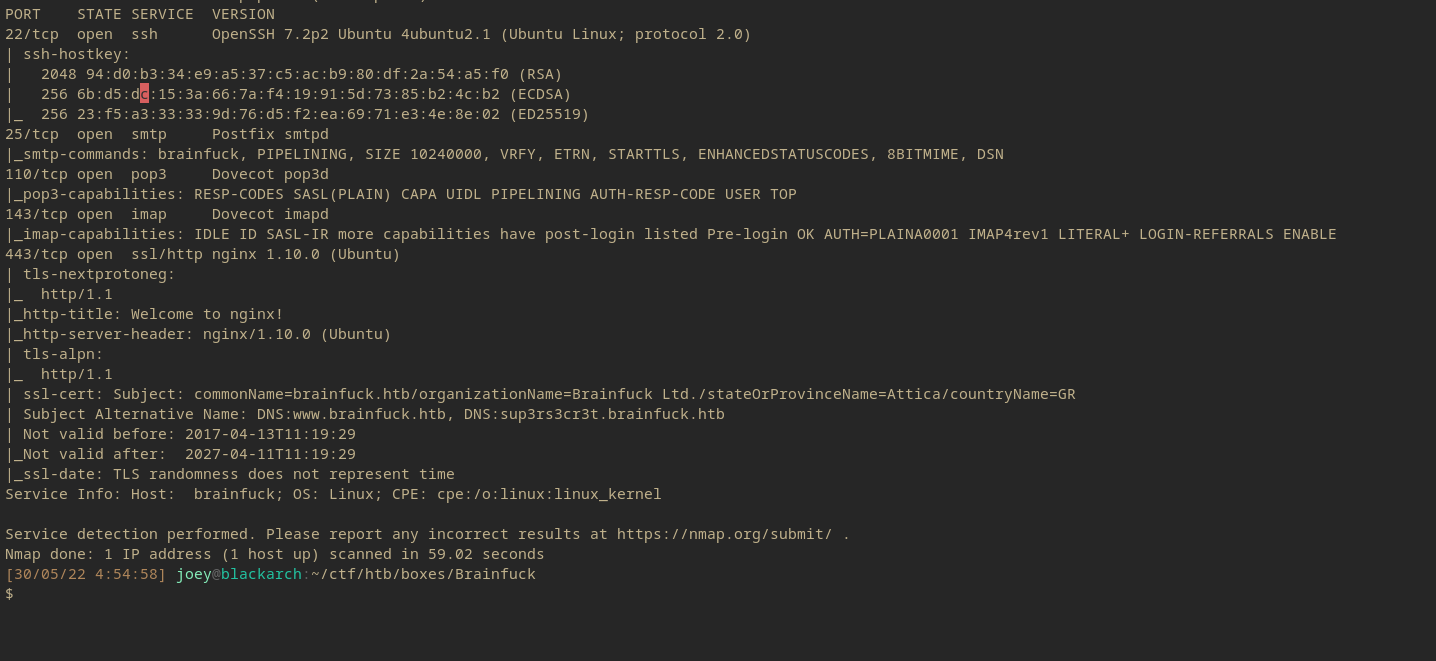 PORT    STATE SERVICE  VERSION
22/tcp  open  ssh      OpenSSH 7.2p2 Ubuntu 4ubuntu2.1 (Ubuntu Linux; protocol 2.0)
| ssh-hostkey:
|   2048 94:d0:b3:34:e9:a5:37:c5:ac:b9:80:df:2a:54:a5:f0 (RSA)
|   256 6b:d5:dc:15:3a:66:7a:f4:19:91:5d:73:85:b2:4c:b2 (ECDSA)
|_  256 23:f5:a3:33:33:9d:76:d5:f2:ea:69:71:e3:4e:8e:02 (ED25519)
25/tcp  open  smtp     Postfix smtpd
|_smtp-commands: brainfuck, PIPELINING, SIZE 10240000, VRFY, ETRN, STARTTLS, ENHANCEDSTATUSCODES, 8BITMIME, DSN
110/tcp open  pop3     Dovecot pop3d
|_pop3-capabilities: RESP-CODES SASL(PLAIN) CAPA UIDL PIPELINING AUTH-RESP-CODE USER TOP
143/tcp open  imap     Dovecot imapd
|_imap-capabilities: IDLE ID SASL-IR more capabilities have post-login listed Pre-login OK AUTH=PLAINA0001 IMAP4rev1 LITERAL+ LOGIN-REFERRALS ENABLE
443/tcp open  ssl/http nginx 1.10.0 (Ubuntu)
| tls-nextprotoneg:
|_  http/1.1
|_http-title: Welcome to nginx!
|_http-server-header: nginx/1.10.0 (Ubuntu)
| tls-alpn:
|_  http/1.1
| ssl-cert: Subject: commonName=brainfuck.htb/organizationName=Brainfuck Ltd./stateOrProvinceName=Attica/countryName=GR
| Subject Alternative Name: DNS:www.brainfuck.htb, DNS:sup3rs3cr3t.brainfuck.htb
| Not valid before: 2017-04-13T11:19:29
|_Not valid after:  2027-04-11T11:19:29
|_ssl-date: TLS randomness does not represent time
Service Info: Host:  brainfuck; OS: Linux; CPE: cpe:/o:linux:linux_kernel

Service detection performed. Please report any incorrect results at https://nmap.org/submit/ .
Nmap done: 1 IP address (1 host up) scanned in 59.02 seconds
[30/05/22 4:54:58] joey@blackarch:~/ctf/htb/boxes/Brainfuck
$